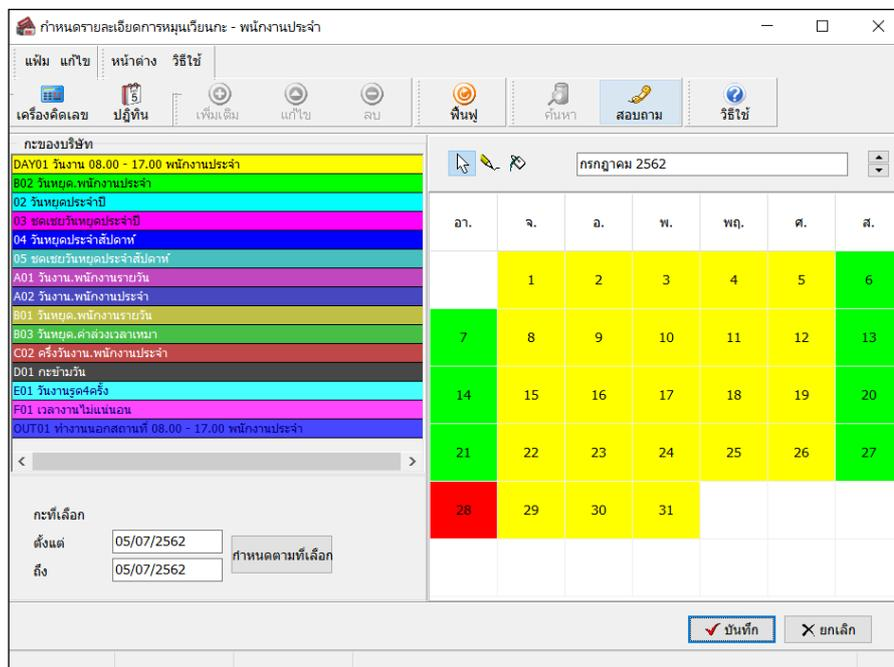 กำหนดรายละเอียดการหมุนเวียนกะ - พนักงานประจำ
แฟ้ม แก้ไข หน้าต่าง วิธีใช้
5
เครื่องคิดเลข ปฏิทิน เพิ่มเติม แก้ไข ลบ ฟื้นฟู ค้นหา สอบถาม วิธีใช้
กะของบริษัท
DAY01 วันงาน 08.00 - 17.00 พนักงานประจำ
B02 วันหยุด.พนักงานประจำ
02 วันหยุดประจำปี
03 ชดเชยวันหยุดประจำปี
04 วันหยุดประจำสัปดาห์
05 ชดเชยวันหยุดประจำสัปดาห์
A01 วันงาน.พนักงานรายวัน
A02 วันงาน.พนักงานประจำ
B01 วันหยุด.พนักงานรายวัน
B03 วันหยุด.ค่าล่วงเวลาเหมา
C02 ครึ่งวันงาน.พนักงานประจำ
D01 กะข้ามวัน
E01 วันงานรูด4ครั้ง
F01 เวลางานไม่แน่นอน
OUT01 ทำงานนอกสถานที่ 08.00 - 17.00 พนักงานประจำ
กะที่เลือก
ตั้งแต่ 05/07/2562
ถึง 05/07/2562
กำหนดตามที่เลือก
กรกฎาคม 2562
อา. จ. อ. พ. พฤ. ศ. ส.
1 2 3 4 5 6
7 8 9 10 11 12 13
14 15 16 17 18 19 20
21 22 23 24 25 26 27
28 29 30 31
บันทึก ยกเลิก